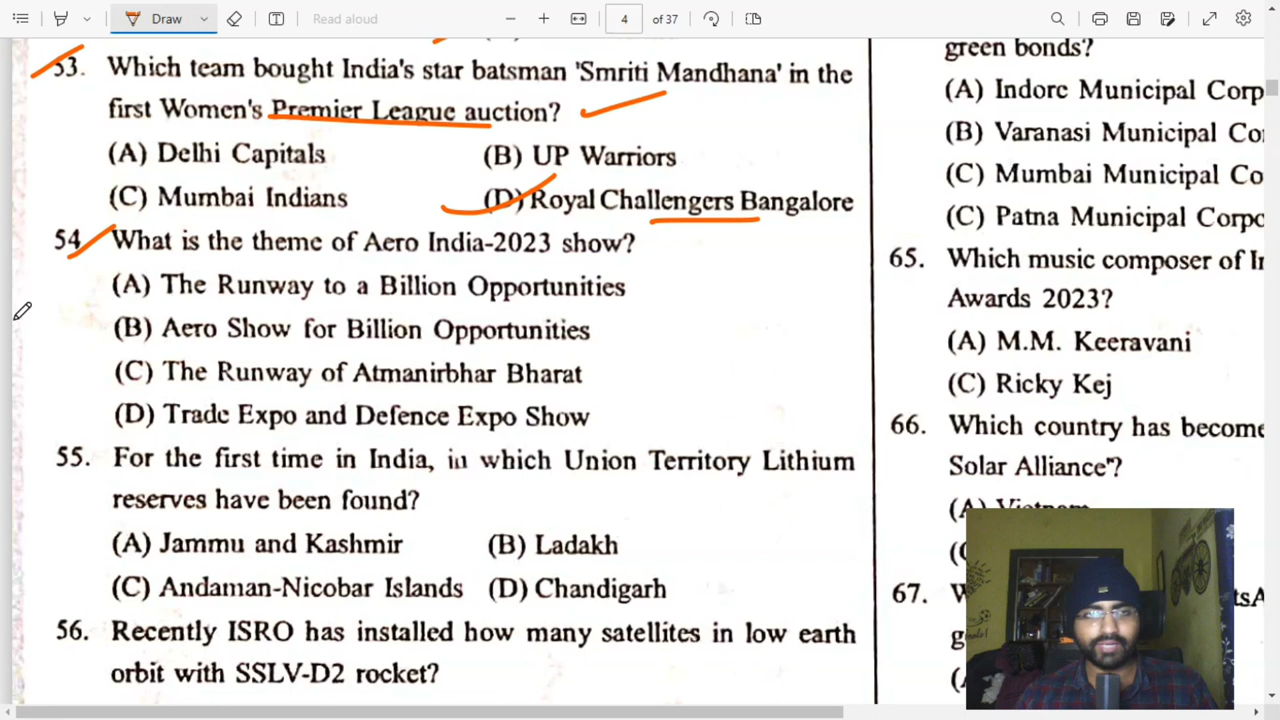 Draw
Read aloud
4 of 37
53. Which team bought India's star batsman 'Smriti Mandhana' in the
first Women's Premier League auction?
(A) Delhi Capitals (B) UP Warriors
(C) Mumbai Indians (D) Royal Challengers Bangalore
54 What is the theme of Aero India-2023 show?
(A) The Runway to a Billion Opportunities
(B) Aero Show for Billion Opportunities
(C) The Runway of Atmanirbhar Bharat
(D) Trade Expo and Defence Expo Show
55. For the first time in India, in which Union Territory Lithium
reserves have been found?
(A) Jammu and Kashmir (B) Ladakh
(C) Andaman-Nicobar Islands (D) Chandigarh
56. Recently ISRO has installed how many satellites in low earth
orbit with SSLV-D2 rocket?
green bonds?
(A) Indore Municipal Corp
(B) Varanasi Municipal Co
(C) Mumbai Municipal Co
(C) Patna Municipal Corpo
65. Which music composer of I
Awards 2023?
(A) M.M. Keeravani
(C) Ricky Kej
66. Which country has become
Solar Alliance"?
(A) Vietnam
67. W